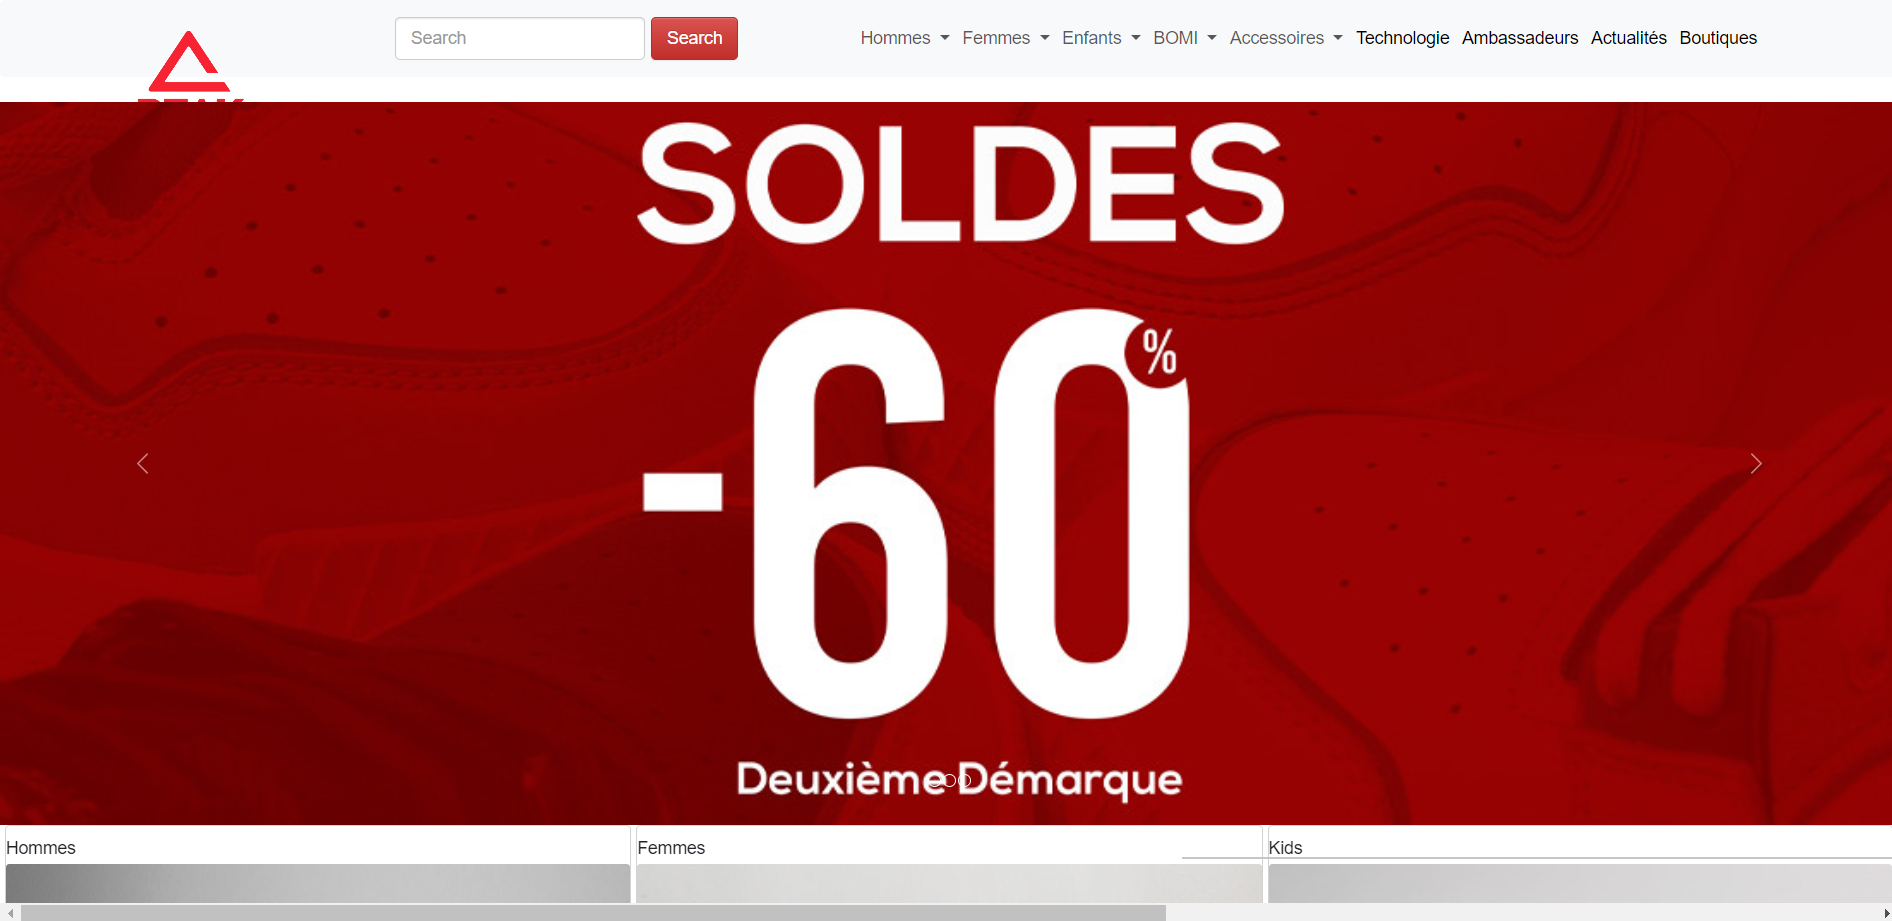 Search
Search
Hommes Femmes Enfants BOMI Accessoires Technologie Ambassadeurs Actualités Boutiques
SOLDES
-60%
Deuxième Démarque
Hommes
Femmes
Kids